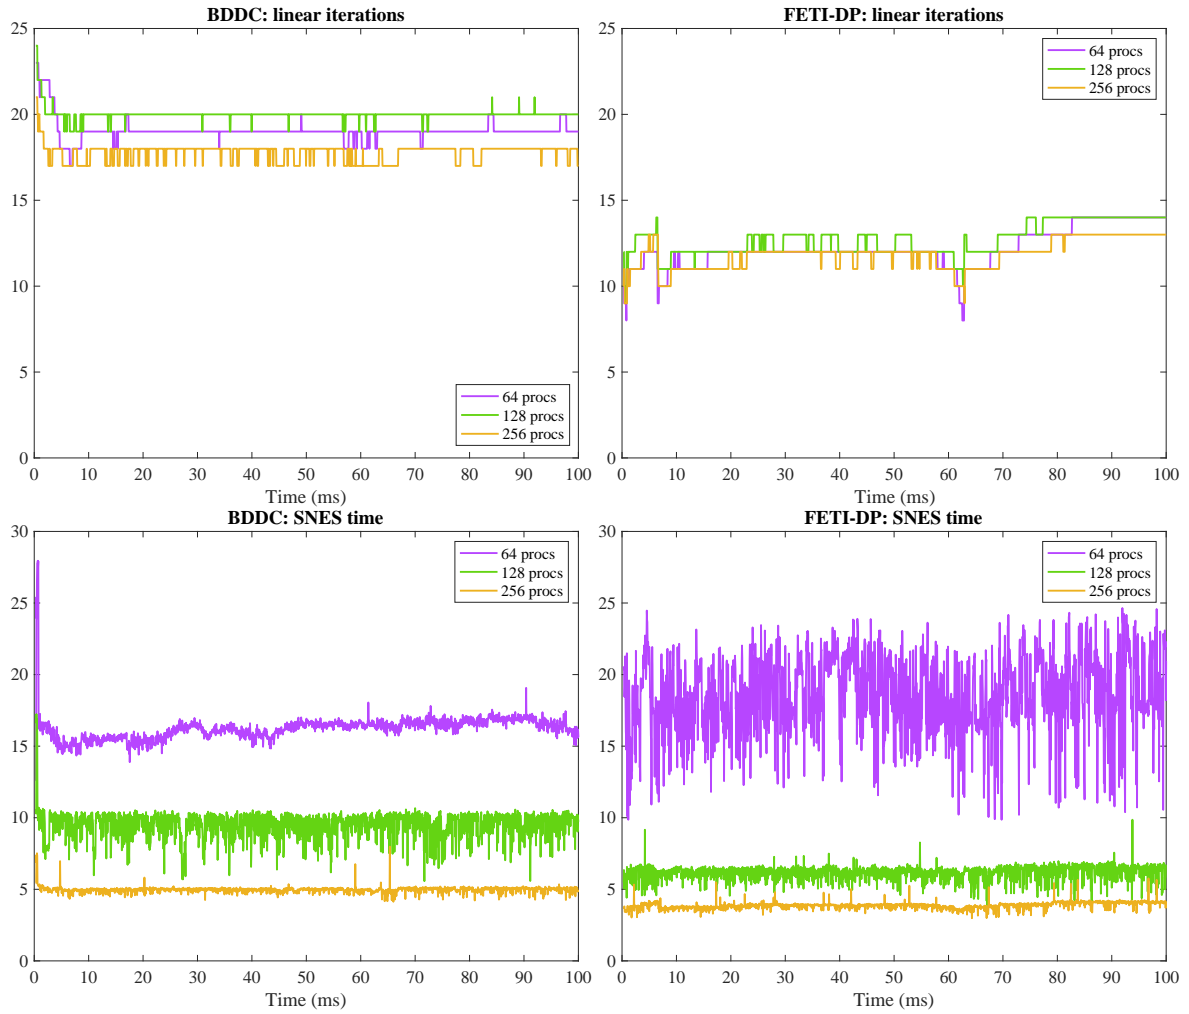 BDDC: linear iterations
25
20
15
10
5
0
64 procs
128 procs
256 procs
0 10 20 30 40 50 60 70 80 90 100
Time (ms)
FETI-DP: linear iterations
25
20
15
10
5
0
64 procs
128 procs
256 procs
0 10 20 30 40 50 60 70 80 90 100
Time (ms)
BDDC: SNES time
30
25
20
15
10
5
0
64 procs
128 procs
256 procs
0 10 20 30 40 50 60 70 80 90 100
Time (ms)
FETI-DP: SNES time
30
25
20
15
10
5
0
64 procs
128 procs
256 procs
0 10 20 30 40 50 60 70 80 90 100
Time (ms)